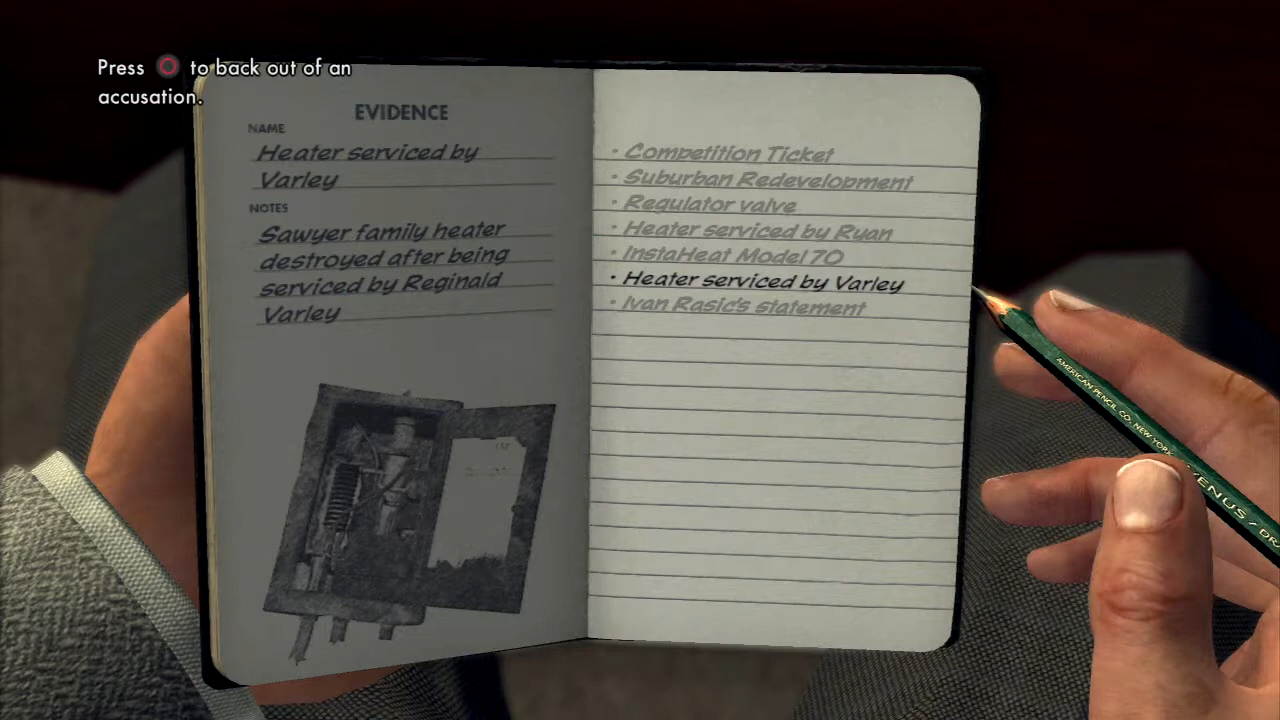 Press O to back out of an
accusation.
EVIDENCE
NAME
Heater serviced by
Varley
NOTES
Sawyer family heater
destroyed after being
serviced by Reginald
Varley
• Competition Ticket
• Suburban Redevelopment
• Regulator valve
• Heater serviced by Ryan
• InstaHeat Model 70
• Heater serviced by Varley
• Ivan Rasic's statement
AMERICAN PENCIL CO. NEW YORK
VENUS / DRA